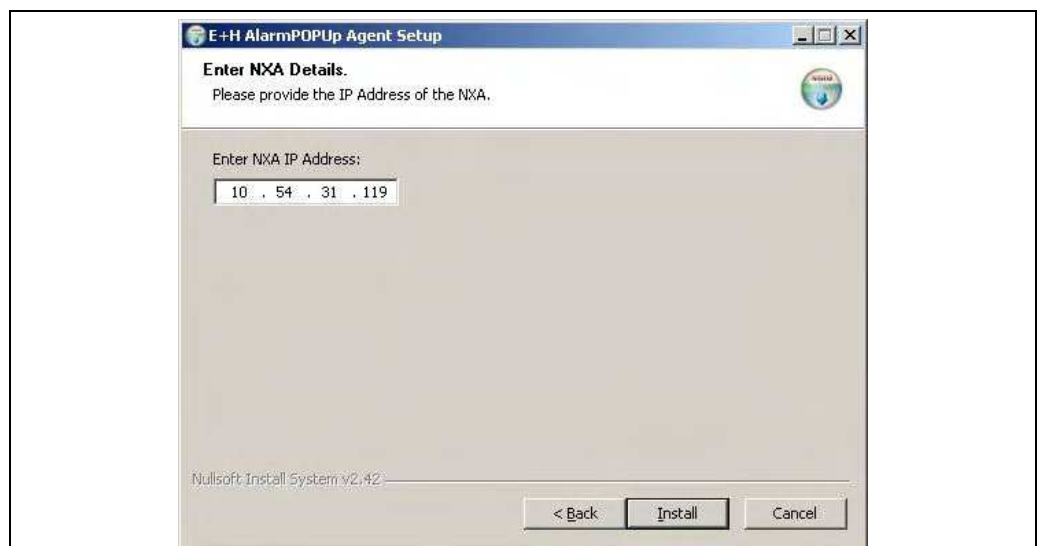 E+H AlarmPOPUp Agent Setup
Enter NXA Details.
Please provide the IP Address of the NXA.
Enter NXA IP Address:
10 . 54 . 31 . 119
Nullsoft Install System v2.42
< Back Install Cancel